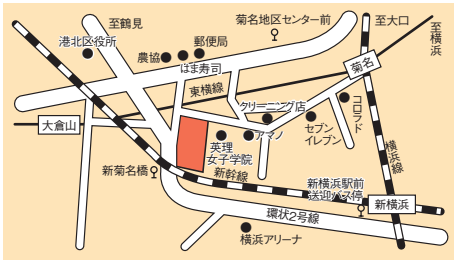 至鶴見
菊名地区センター前
至大口
至横浜
港北区役所
郵便局
農協
はま寿司
菊名
東横線
クリーニング店
コロラド
大倉山
セブン
イレブン
アマノ
英理
女子学院
横浜線
新菊名橋
新幹線
新横浜駅前
送迎バス停
新横浜
環状2号線
横浜アリーナ